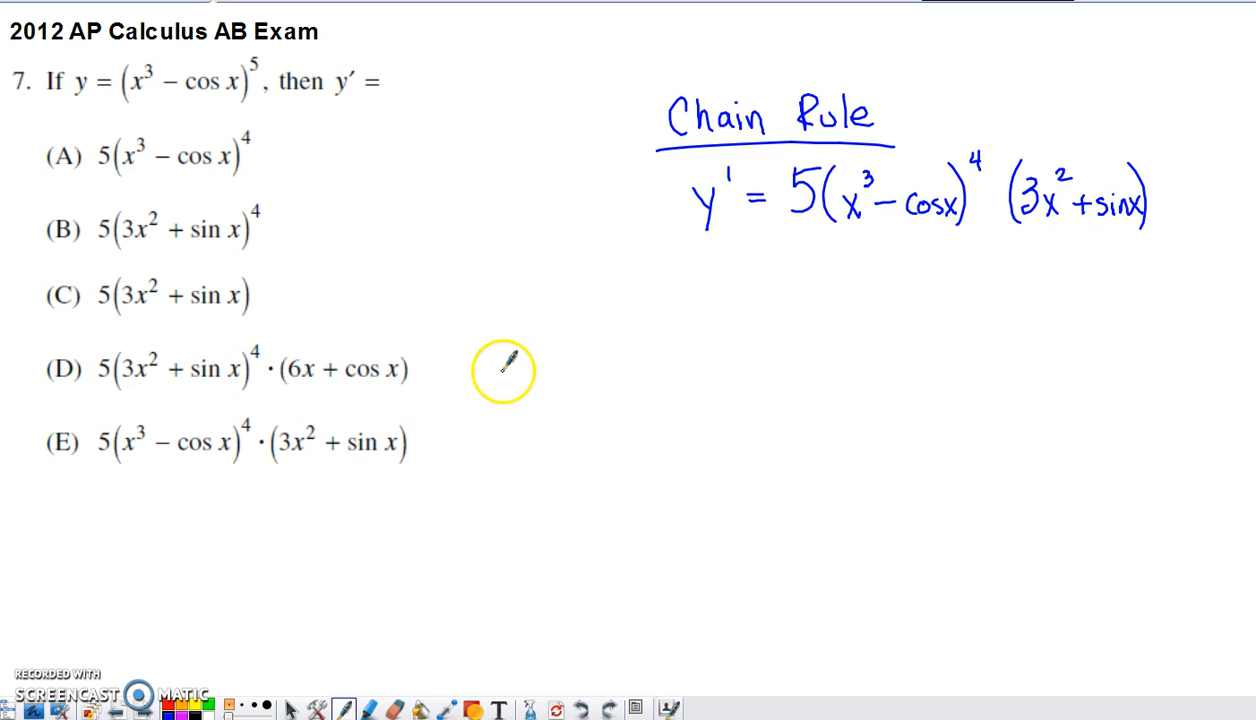 2012 AP Calculus AB Exam
7. If y = (x³ − cos x)⁵, then y′ =
(A) 5(x³ − cos x)⁴
(B) 5(3x² + sin x)⁴
(C) 5(3x² + sin x)
(D) 5(3x² + sin x)⁴ · (6x + cos x)
(E) 5(x³ − cos x)⁴ · (3x² + sin x)
Chain Rule
y' = 5(x³ − cosx)⁴ (3x² + sinx)
RECORDED WITH
SCREENCAST MATIC
T